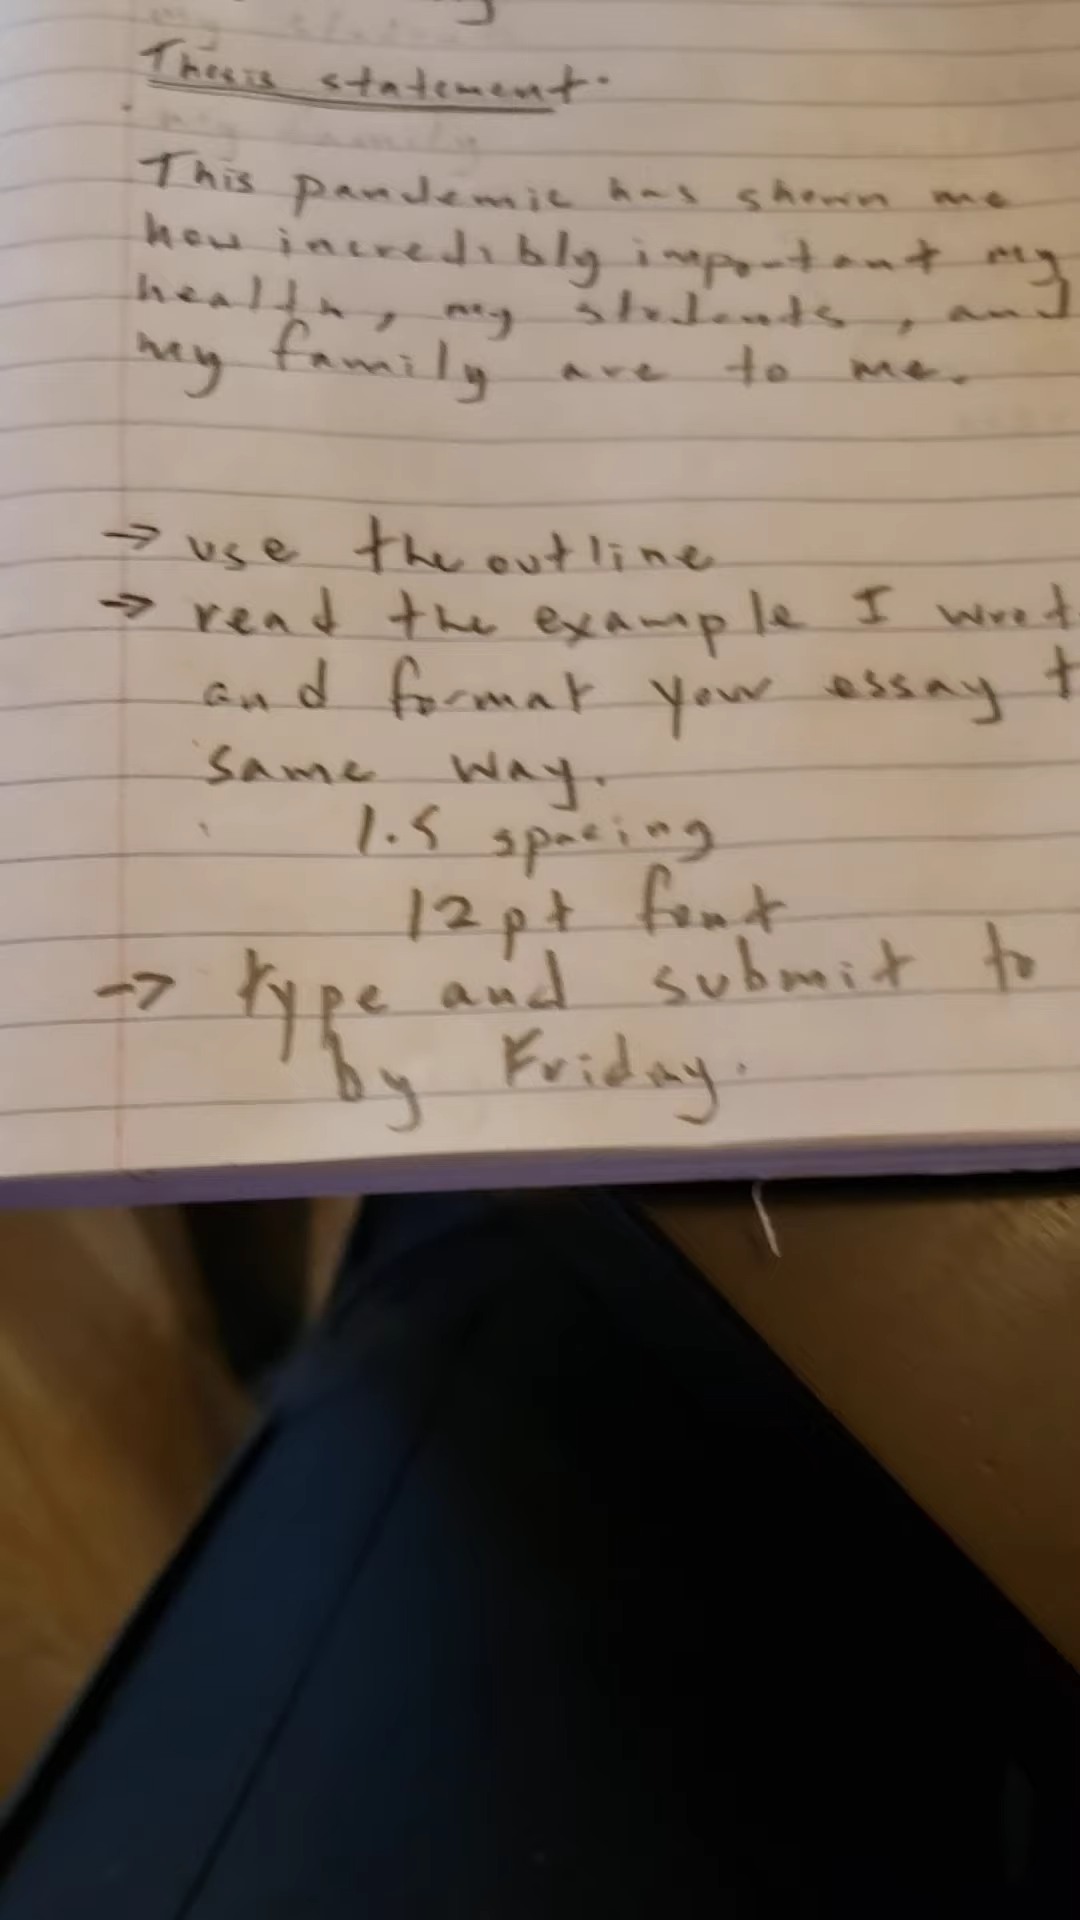 Thesis statement.
This pandemic has shown me
how incredibly important my
health, my students, and
my family are to me.
→ use the outline
→ read the example I wrot
and format your essay t
same way.
1.5 spacing
12 pt font
→ type and submit to
by Friday.